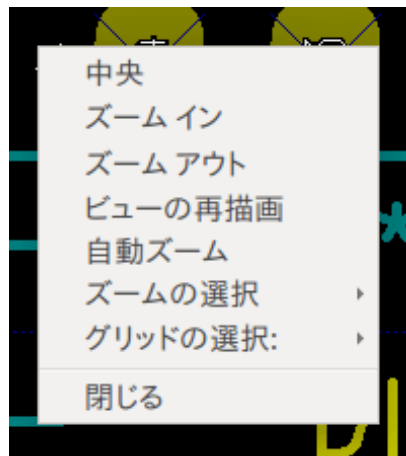 中央
ズーム イン
ズーム アウト
ビューの再描画
自動ズーム
ズームの選択
グリッドの選択:
閉じる